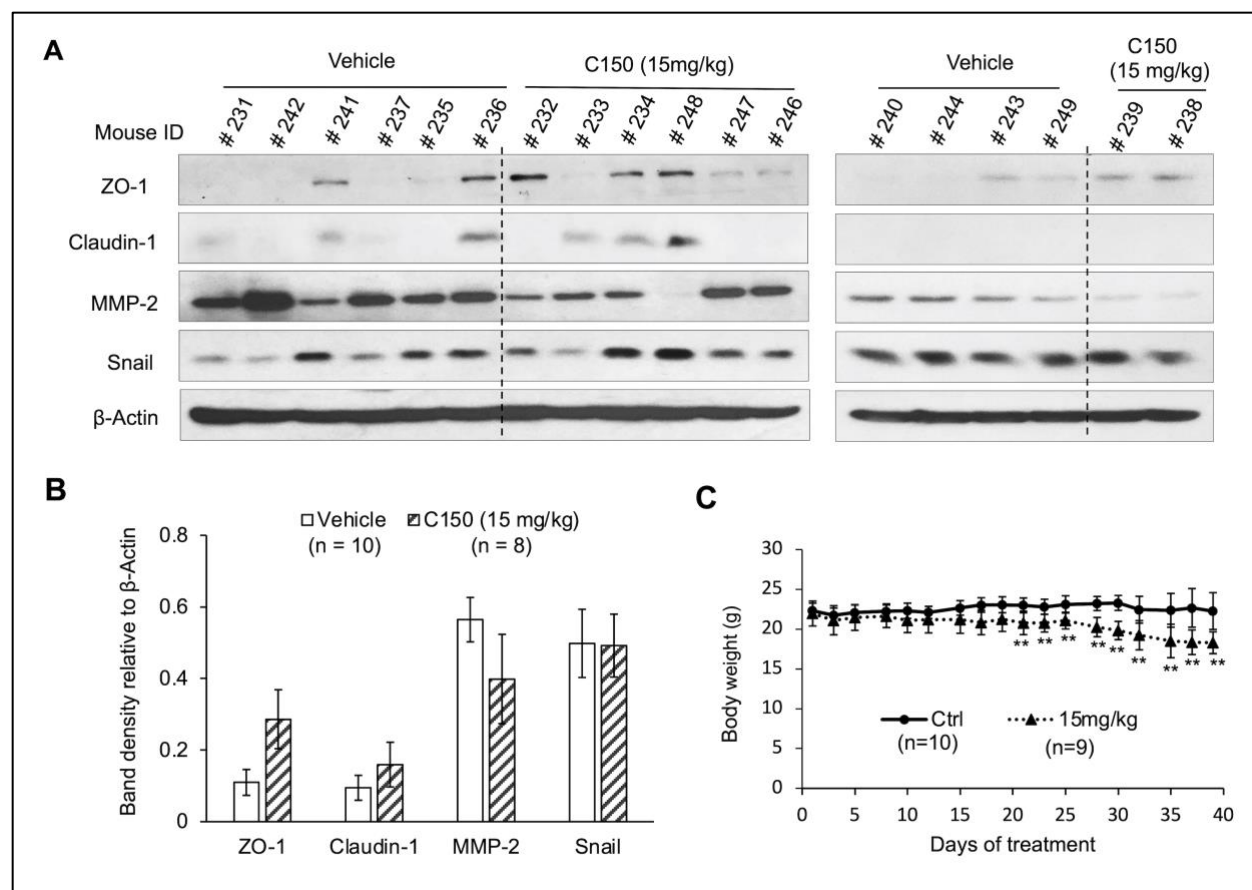 A
Vehicle
C150 (15mg/kg)
Vehicle
C150
(15 mg/kg)
Mouse ID
# 231
# 242
# 241
# 237
# 235
# 236
# 232
# 233
# 234
# 248
# 247
# 246
# 240
# 244
# 243
# 249
# 239
# 238
ZO-1
Claudin-1
MMP-2
Snail
β-Actin
B
Vehicle
(n = 10)
C150 (15 mg/kg)
(n = 8)
Band density relative to β-Actin
0.8
0.6
0.4
0.2
0
ZO-1 Claudin-1 MMP-2 Snail
C
Body weight (g)
30
25
20
15
10
5
0
** ** ** ** ** ** ** ** **
Ctrl
(n=10)
15mg/kg
(n=9)
0 5 10 15 20 25 30 35 40
Days of treatment